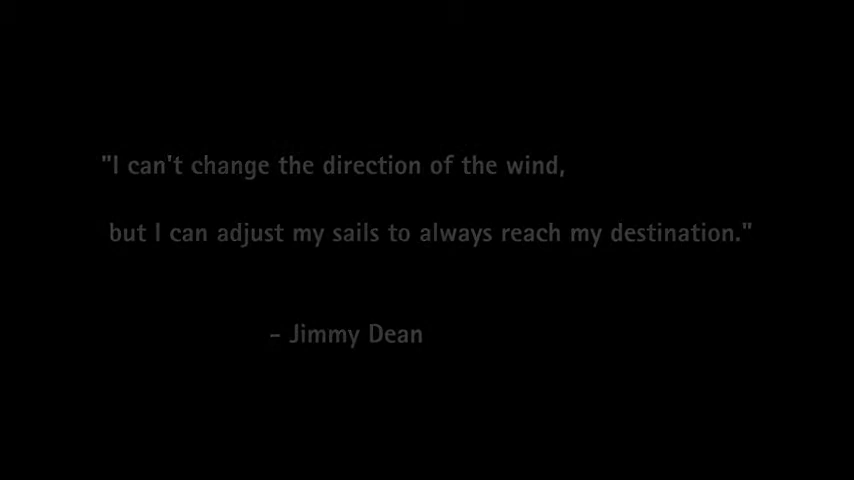 "I can't change the direction of the wind,
but I can adjust my sails to always reach my destination."
- Jimmy Dean